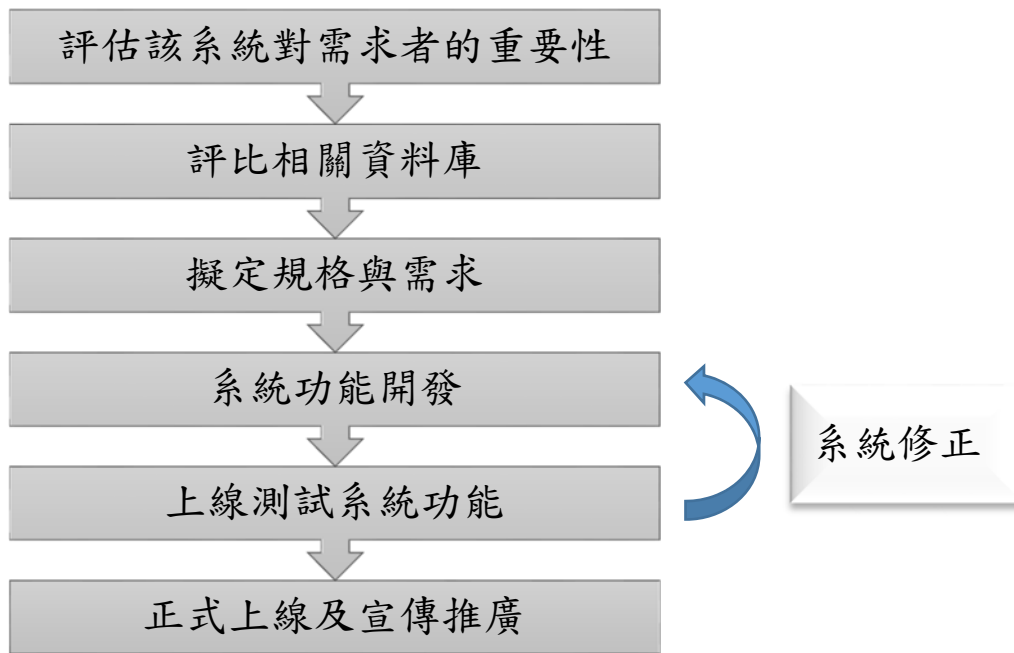 評估該系統對需求者的重要性
評比相關資料庫
擬定規格與需求
系統功能開發
系統修正
上線測試系統功能
正式上線及宣傳推廣